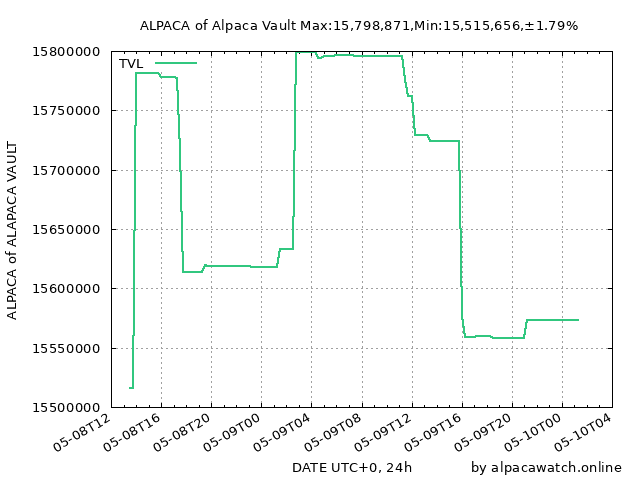 ALPACA of Alpaca Vault Max:15,798,871,Min:15,515,656,±1.79%
TVL
15800000
15750000
15700000
15650000
15600000
15550000
15500000
ALPACA of ALAPACA VAULT
05-08T12
05-08T16
05-08T20
05-09T00
05-09T04
05-09T08
05-09T12
05-09T16
05-09T20
05-10T00
05-10T04
DATE UTC+0, 24h
by alpacawatch.online